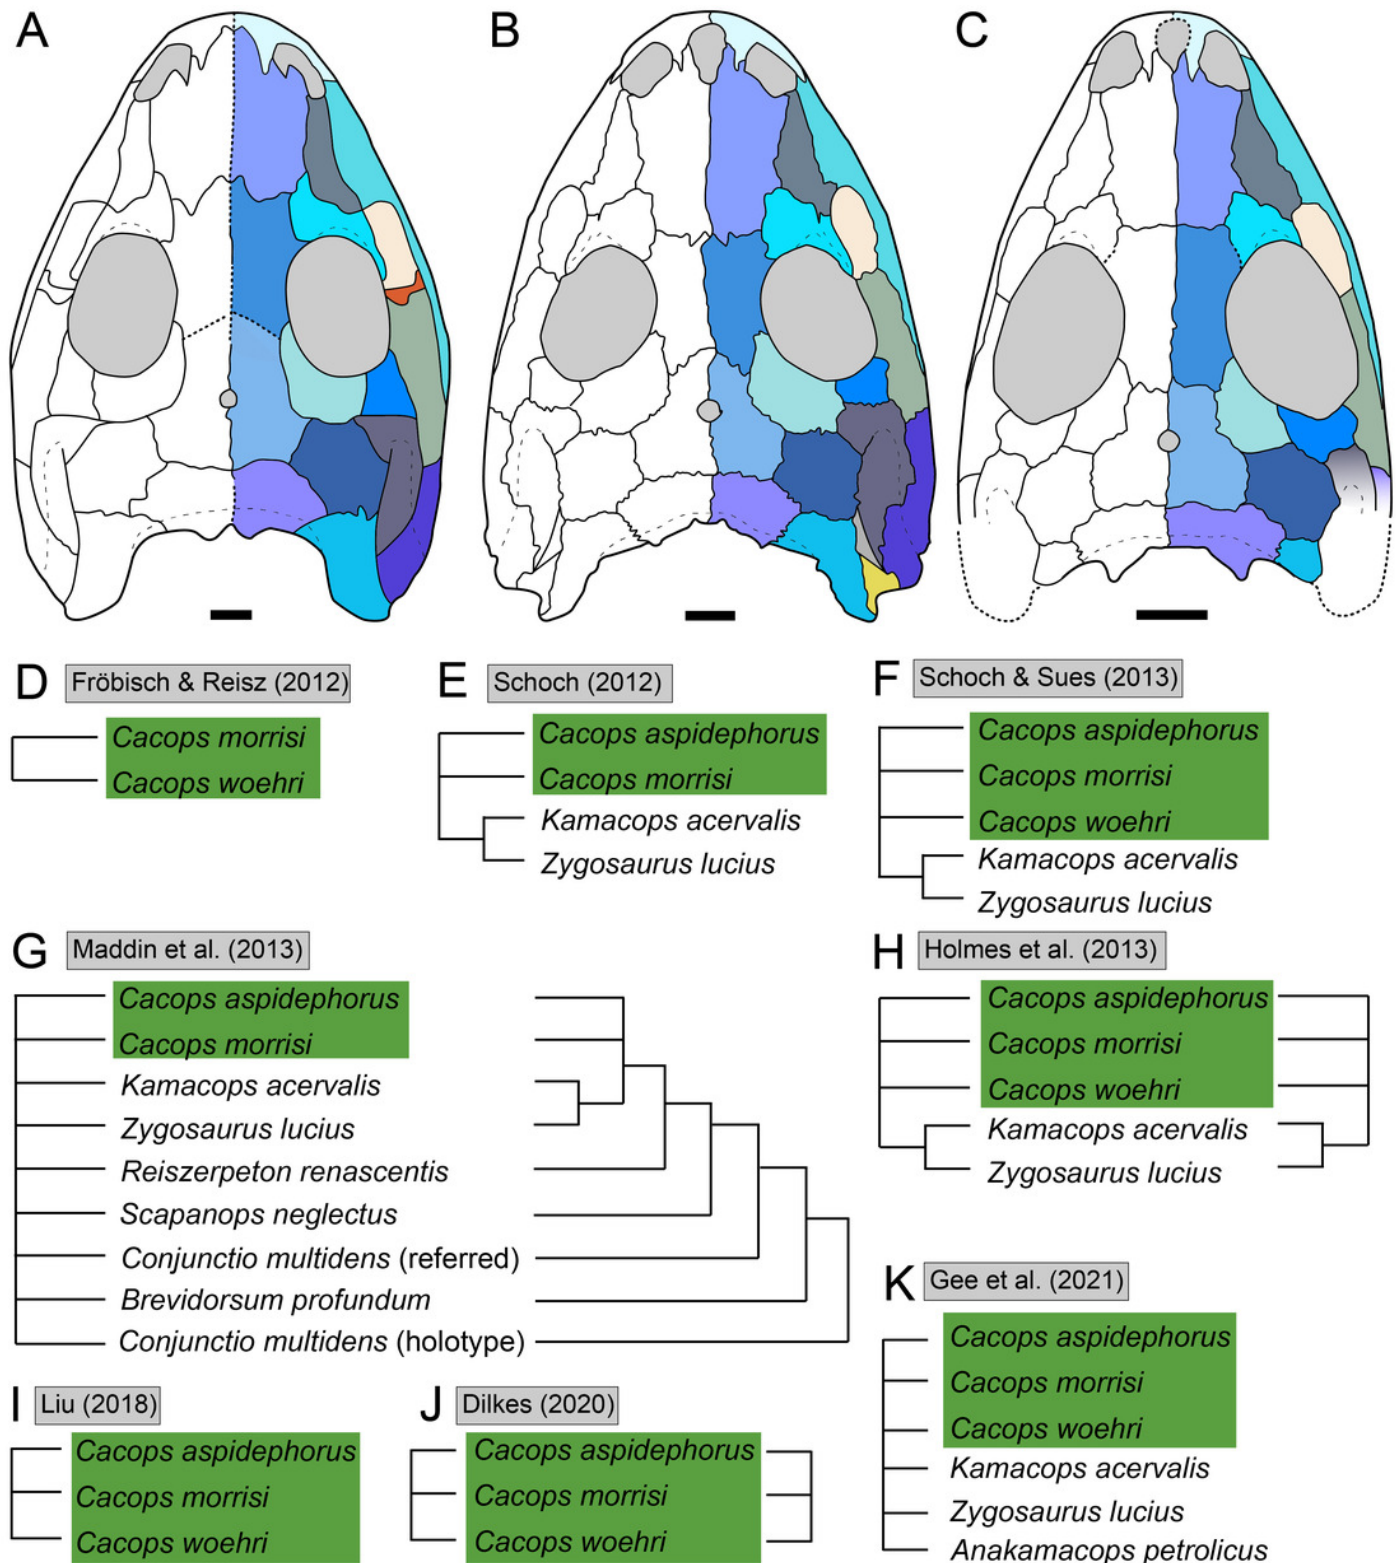 A
B
C
D Fröbisch & Reisz (2012)
Cacops morrisi
Cacops woehri
E Schoch (2012)
Cacops aspidephorus
Cacops morrisi
Kamacops acervalis
Zygosaurus lucius
F Schoch & Sues (2013)
Cacops aspidephorus
Cacops morrisi
Cacops woehri
Kamacops acervalis
Zygosaurus lucius
G Maddin et al. (2013)
Cacops aspidephorus
Cacops morrisi
Kamacops acervalis
Zygosaurus lucius
Reiszerpeton renascentis
Scapanops neglectus
Conjunctio multidens (referred)
Brevidorsum profundum
Conjunctio multidens (holotype)
H Holmes et al. (2013)
Cacops aspidephorus
Cacops morrisi
Cacops woehri
Kamacops acervalis
Zygosaurus lucius
I Liu (2018)
Cacops aspidephorus
Cacops morrisi
Cacops woehri
J Dilkes (2020)
Cacops aspidephorus
Cacops morrisi
Cacops woehri
K Gee et al. (2021)
Cacops aspidephorus
Cacops morrisi
Cacops woehri
Kamacops acervalis
Zygosaurus lucius
Anakamacops petrolicus